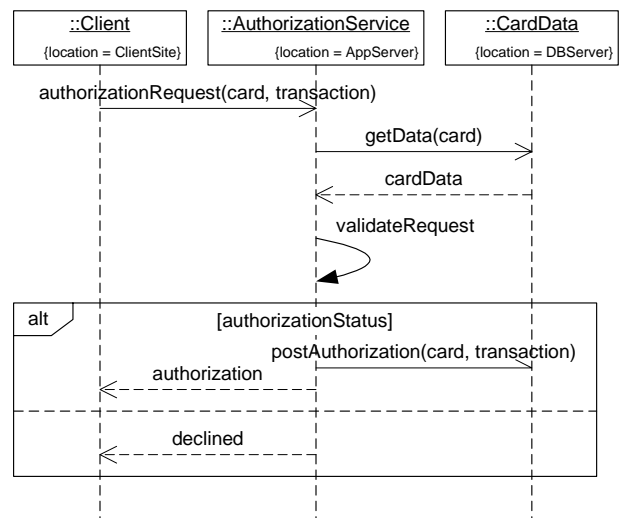 ::Client
{location = ClientSite}
::AuthorizationService
{location = AppServer}
::CardData
{location = DBServer}
authorizationRequest(card, transaction)
getData(card)
cardData
validateRequest
alt
[authorizationStatus]
postAuthorization(card, transaction)
authorization
declined